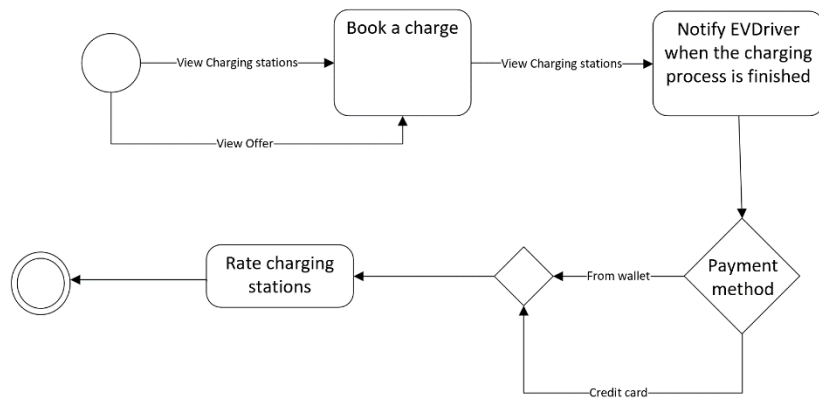 Book a charge
Notify EVDriver
when the charging
process is finished
View Charging stations
View Charging stations
View Offer
Rate charging
stations
From wallet
Payment
method
Credit card